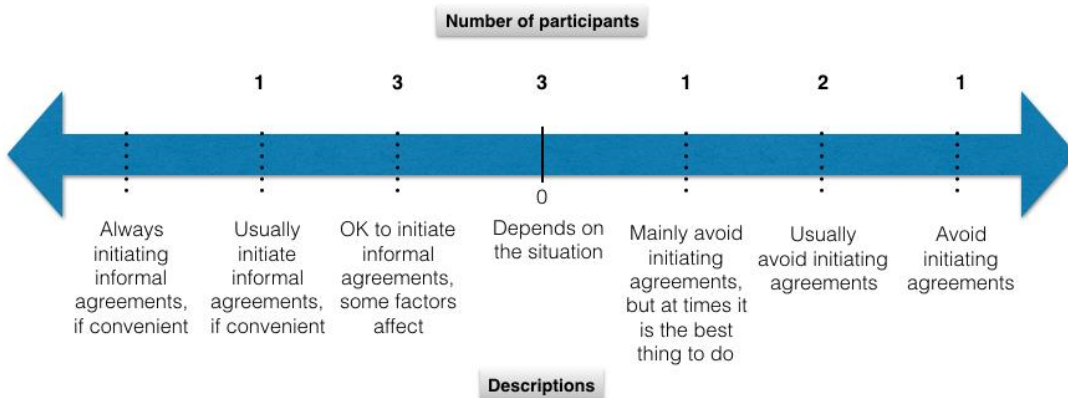 Number of participants
1
3
3
1
2
1
0
Always
initiating
informal
agreements,
if convenient
Usually
initiate
informal
agreements,
if convenient
OK to initiate
informal
agreements,
some factors
affect
Depends on
the situation
Mainly avoid
initiating
agreements,
but at times it
is the best
thing to do
Usually
avoid initiating
agreements
Avoid
initiating
agreements
Descriptions